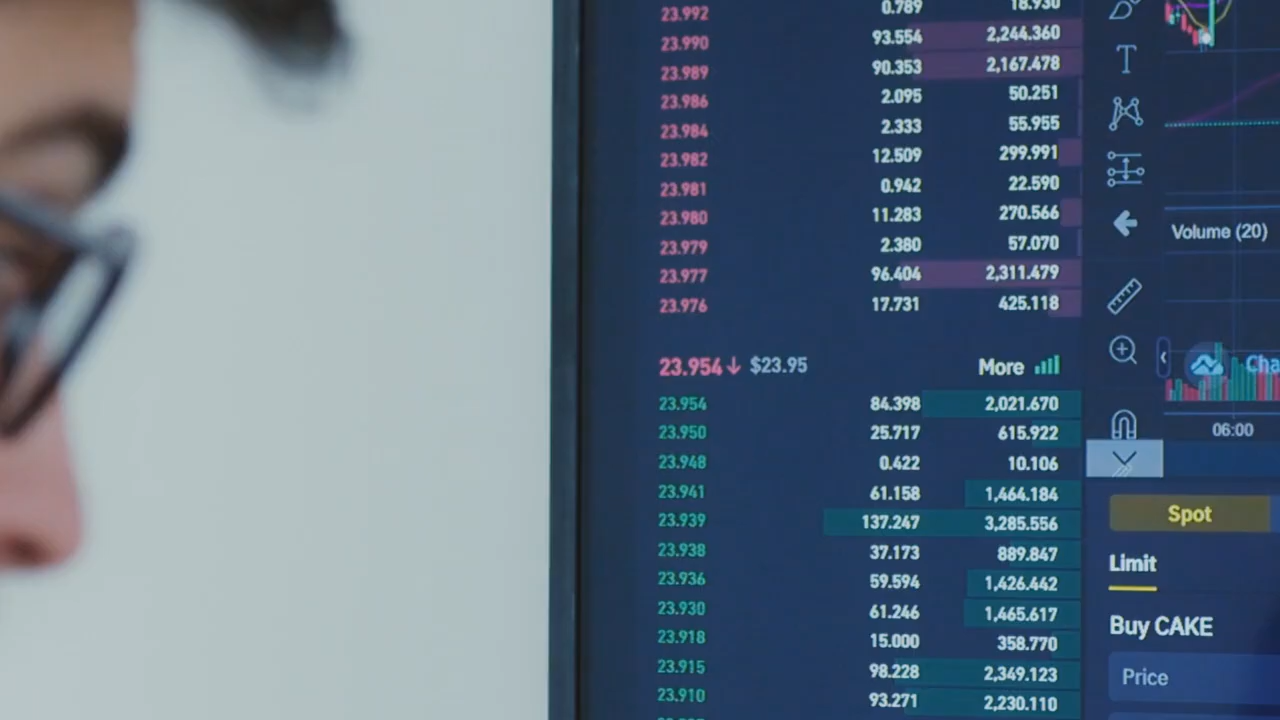 23.992 0.789 18.930
23.990 93.554 2,244.360
23.989 90.353 2,167.478
23.986 2.095 50.251
23.984 2.333 55.955
23.982 12.509 299.991
23.981 0.942 22.590
23.980 11.283 270.566
23.979 2.380 57.070
23.977 96.404 2,311.479
23.976 17.731 425.118
23.954↓ $23.95 More
23.954 84.398 2,021.670
23.950 25.717 615.922
23.948 0.422 10.106
23.941 61.158 1,464.184
23.939 137.247 3,285.556
23.938 37.173 889.847
23.936 59.594 1,426.442
23.930 61.246 1,465.617
23.918 15.000 358.770
23.915 98.228 2,349.123
23.910 93.271 2,230.110
T
Volume (20)
Cha
06:00
Spot
Limit
Buy CAKE
Price